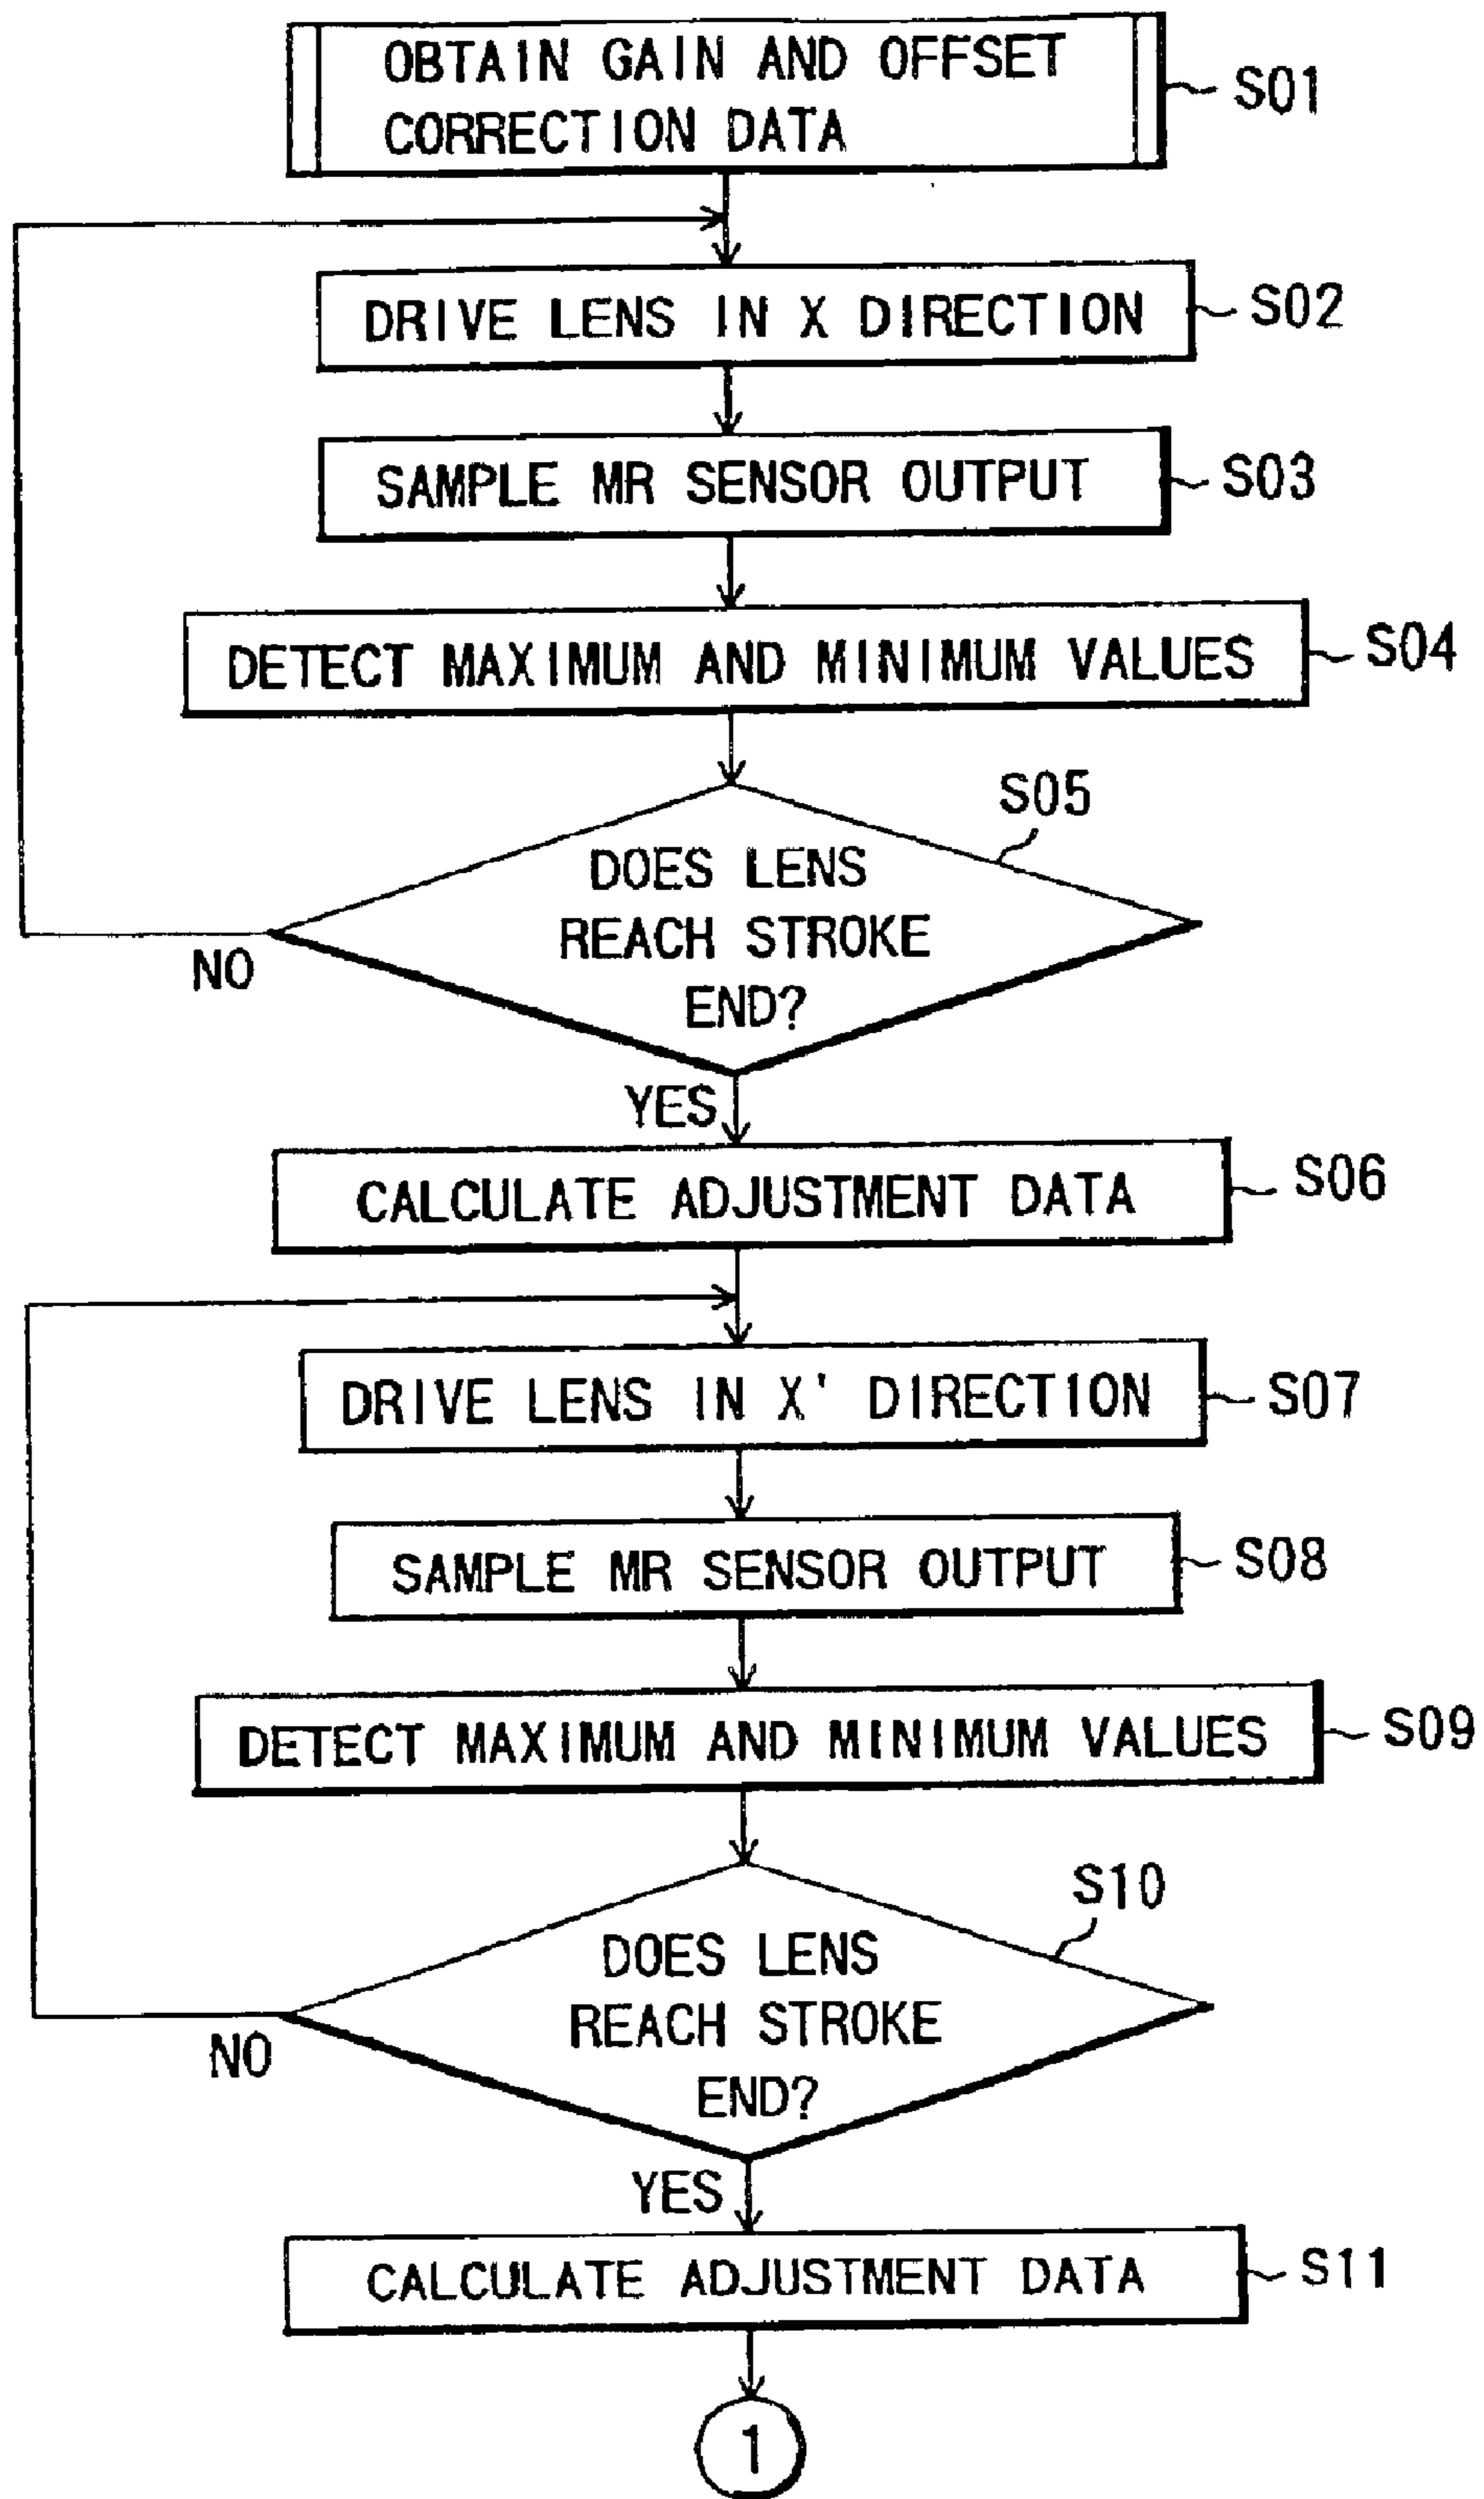 OBTAIN GAIN AND OFFSET
CORRECTION DATA
S01
DRIVE LENS IN X DIRECTION
S02
SAMPLE MR SENSOR OUTPUT
S03
DETECT MAXIMUM AND MINIMUM VALUES
S04
S05
DOES LENS
REACH STROKE
END?
NO
YES
CALCULATE ADJUSTMENT DATA
S06
DRIVE LENS IN X' DIRECTION
S07
SAMPLE MR SENSOR OUTPUT
S08
DETECT MAXIMUM AND MINIMUM VALUES
S09
S10
DOES LENS
REACH STROKE
END?
NO
YES
CALCULATE ADJUSTMENT DATA
S11
1